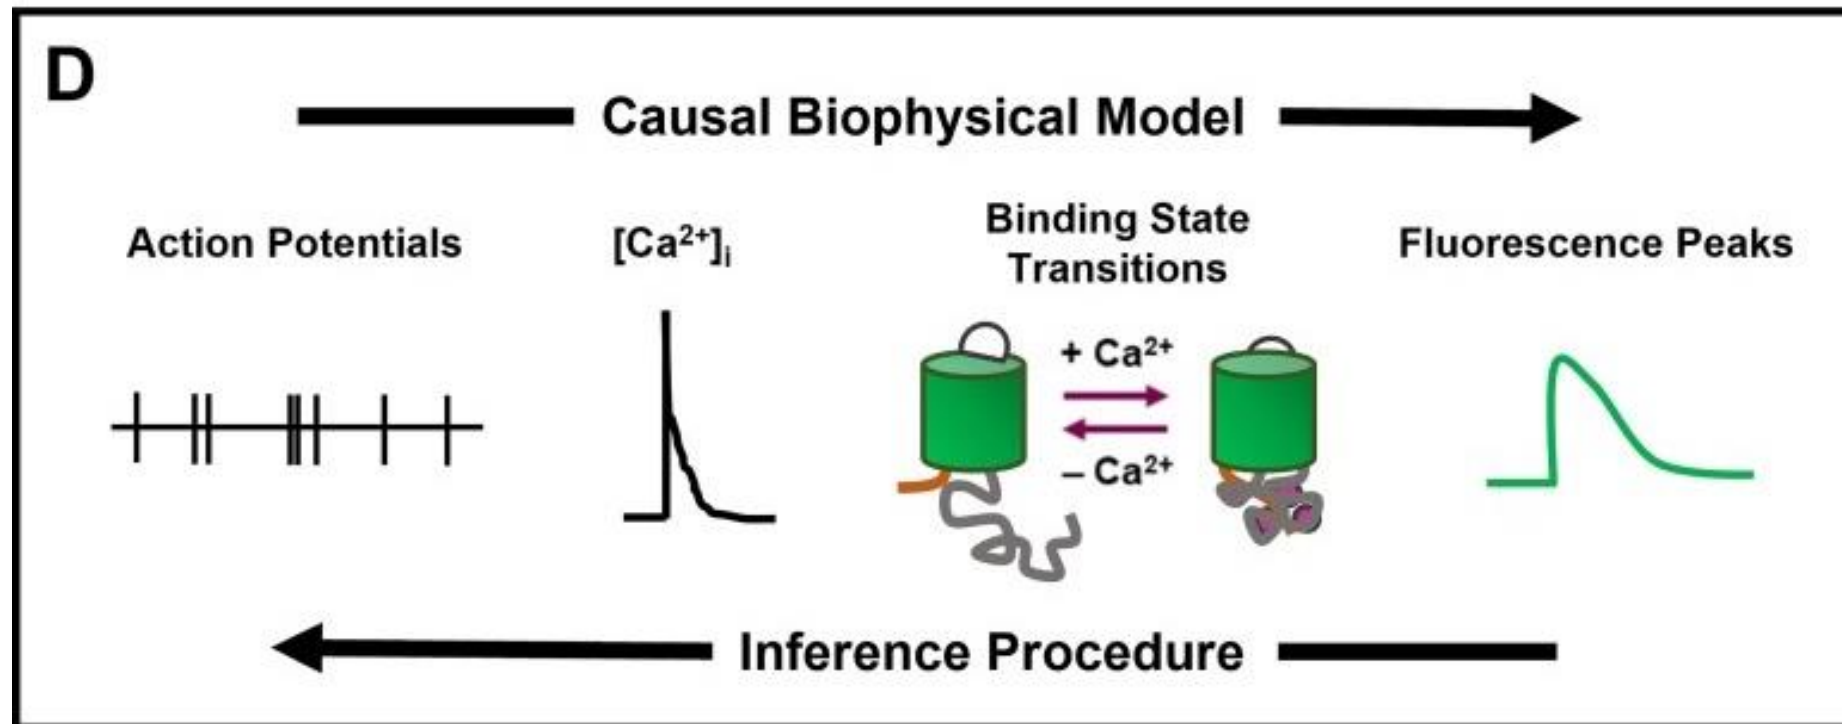 D
Causal Biophysical Model
Action Potentials
[Ca²⁺]ᵢ
Binding State
Transitions
Fluorescence Peaks
+ Ca²⁺
– Ca²⁺
Inference Procedure